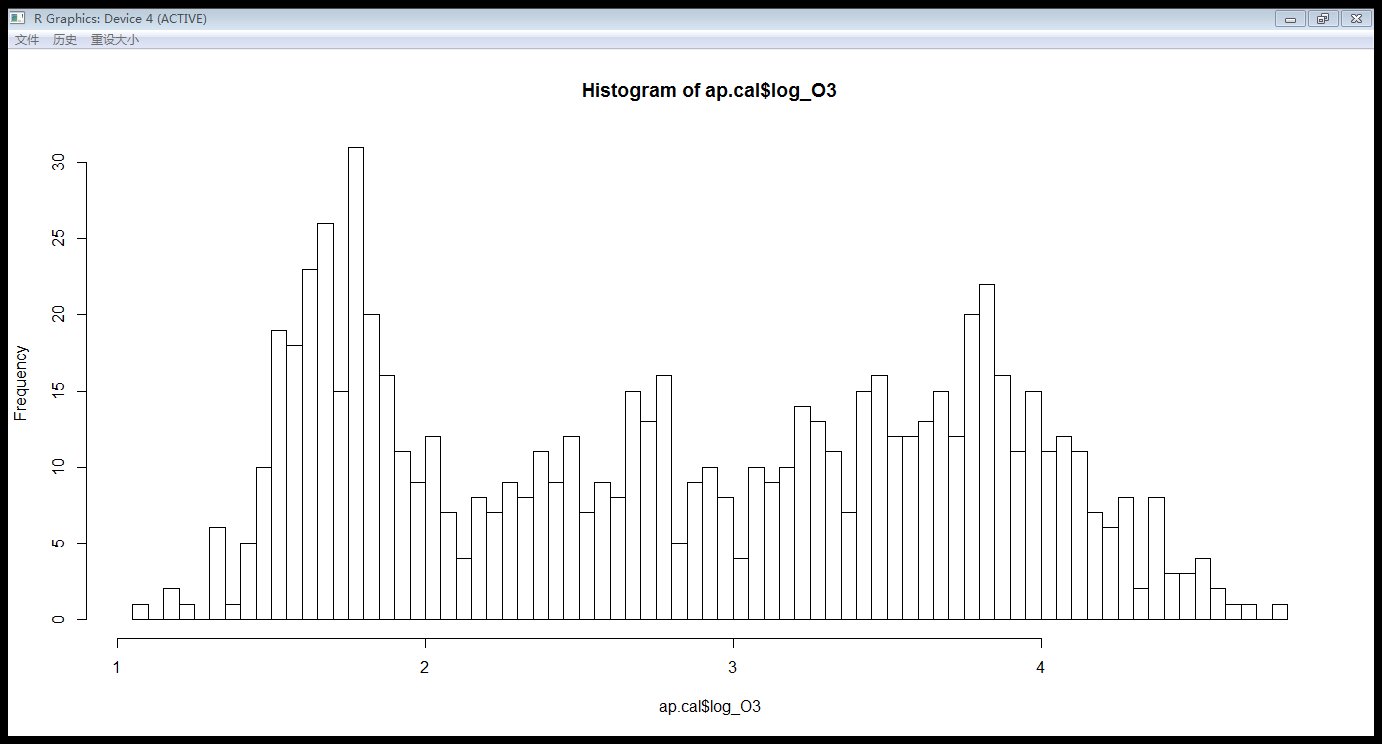 R Graphics: Device 4 (ACTIVE)
文件 历史 重设大小
Histogram of ap.cal$log_O3
Frequency
30
25
20
15
10
5
0
1 2 3 4
ap.cal$log_O3